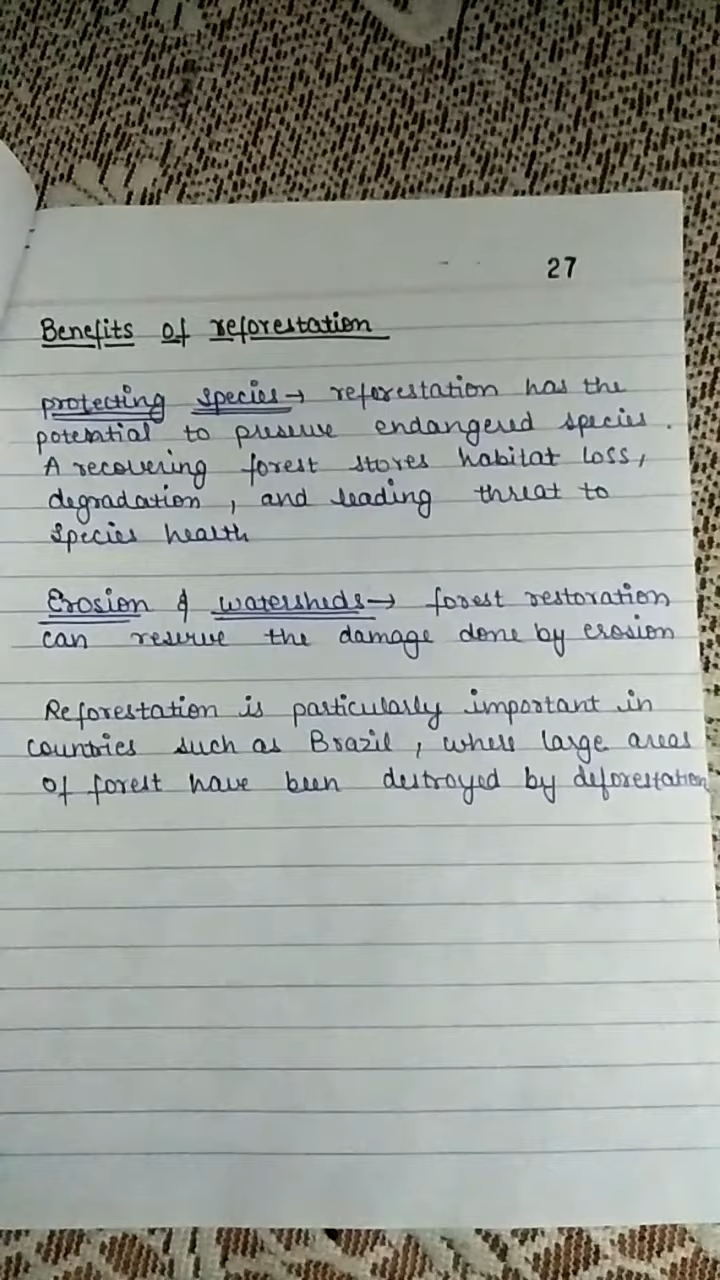 27
Benefits of reforestation
protecting species → reforestation has the
potential to preserve endangered species.
A recovering forest stores habitat loss,
degradation, and leading threat to
species health
Erosion & watersheds → forest restoration
can reserve the damage done by erosion
Reforestation is particularly important in
countries such as Brazil, where large areas
of forest have been destroyed by deforestation